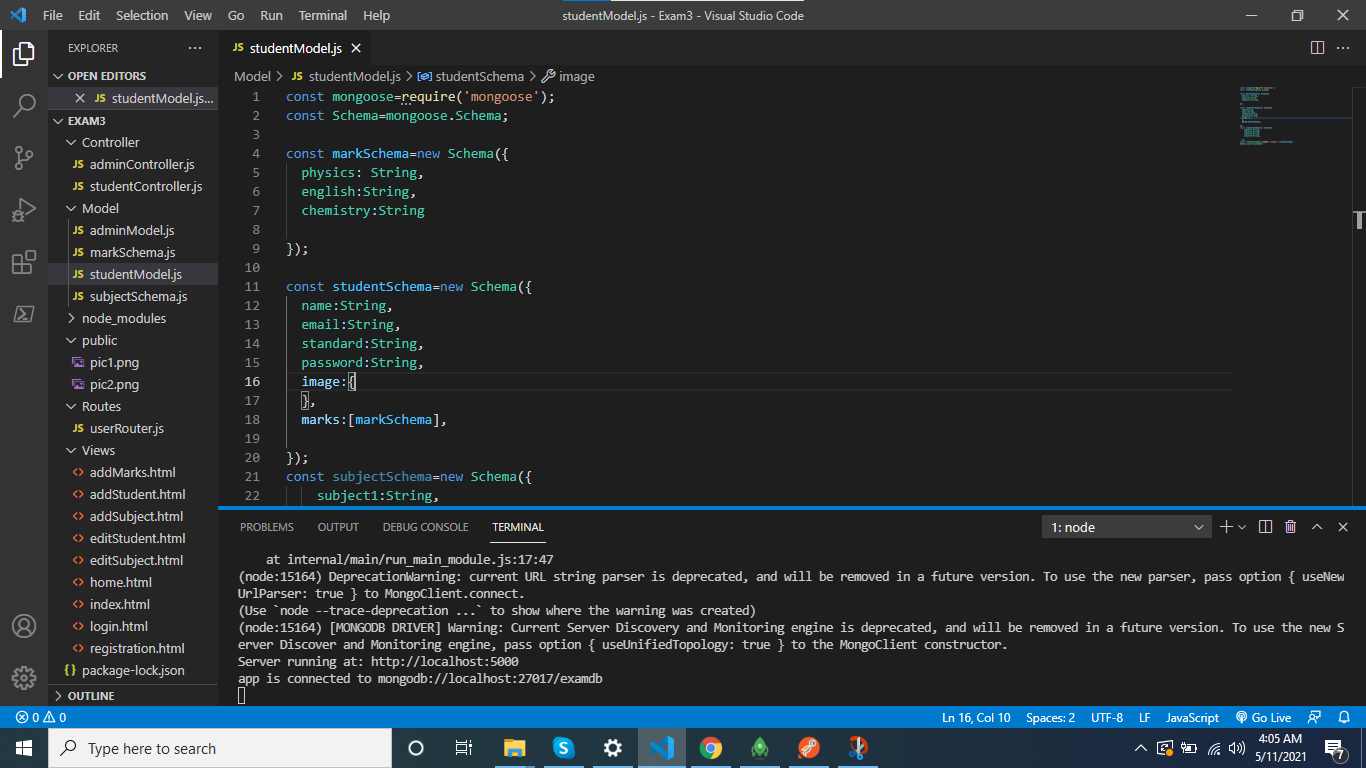 File Edit Selection View Go Run Terminal Help
studentModel.js - Exam3 - Visual Studio Code
EXPLORER
OPEN EDITORS
JS studentModel.js...
EXAM3
Controller
JS adminController.js
JS studentController.js
Model
JS adminModel.js
JS markSchema.js
JS studentModel.js
JS subjectSchema.js
node_modules
public
pic1.png
pic2.png
Routes
JS userRouter.js
Views
addMarks.html
addStudent.html
addSubject.html
editStudent.html
editSubject.html
home.html
index.html
login.html
registration.html
{} package-lock.json
OUTLINE
JS studentModel.js
Model > JS studentModel.js > studentSchema > image
1 const mongoose=require('mongoose');
2 const Schema=mongoose.Schema;
3
4 const markSchema=new Schema({
5 physics: String,
6 english:String,
7 chemistry:String
8
9 });
10
11 const studentSchema=new Schema({
12 name:String,
13 email:String,
14 standard:String,
15 password:String,
16 image:{
17 },
18 marks:[markSchema],
19
20 });
21 const subjectSchema=new Schema({
22 subject1:String,
PROBLEMS OUTPUT DEBUG CONSOLE TERMINAL
1: node
at internal/main/run_main_module.js:17:47
(node:15164) DeprecationWarning: current URL string parser is deprecated, and will be removed in a future version. To use the new parser, pass option { useNew
UrlParser: true } to MongoClient.connect.
(Use `node --trace-deprecation ...` to show where the warning was created)
(node:15164) [MONGODB DRIVER] Warning: Current Server Discovery and Monitoring engine is deprecated, and will be removed in a future version. To use the new S
erver Discover and Monitoring engine, pass option { useUnifiedTopology: true } to the MongoClient constructor.
Server running at: http://localhost:5000
app is connected to mongodb://localhost:27017/examdb
0 0
Ln 16, Col 10 Spaces: 2 UTF-8 LF JavaScript Go Live
Type here to search
4:05 AM
5/11/2021
7